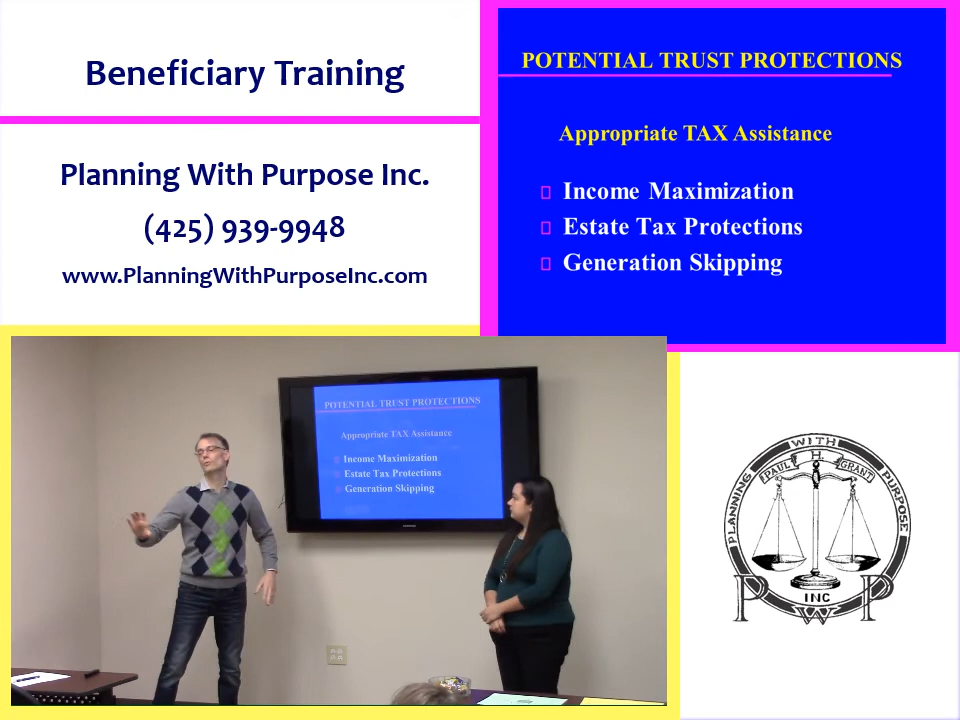 Beneficiary Training
Planning With Purpose Inc.
(425) 939-9948
www.PlanningWithPurposeInc.com
POTENTIAL TRUST PROTECTIONS
Appropriate TAX Assistance
Income Maximization
Estate Tax Protections
Generation Skipping
POTENTIAL TRUST PROTECTIONS
Appropriate TAX Assistance
Income Maximization
Estate Tax Protections
Generation Skipping
PLANNING WITH PURPOSE
PAUL H. GRANT
INC
PWP